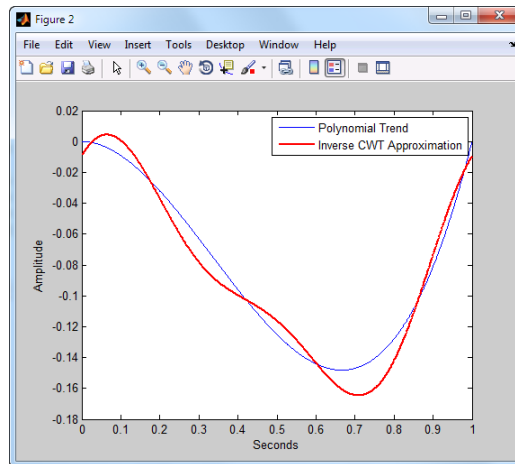 Figure 2
File Edit View Insert Tools Desktop Window Help
0.02
0
-0.02
-0.04
-0.06
-0.08
-0.1
-0.12
-0.14
-0.16
-0.18
Amplitude
Polynomial Trend
Inverse CWT Approximation
0 0.1 0.2 0.3 0.4 0.5 0.6 0.7 0.8 0.9 1
Seconds